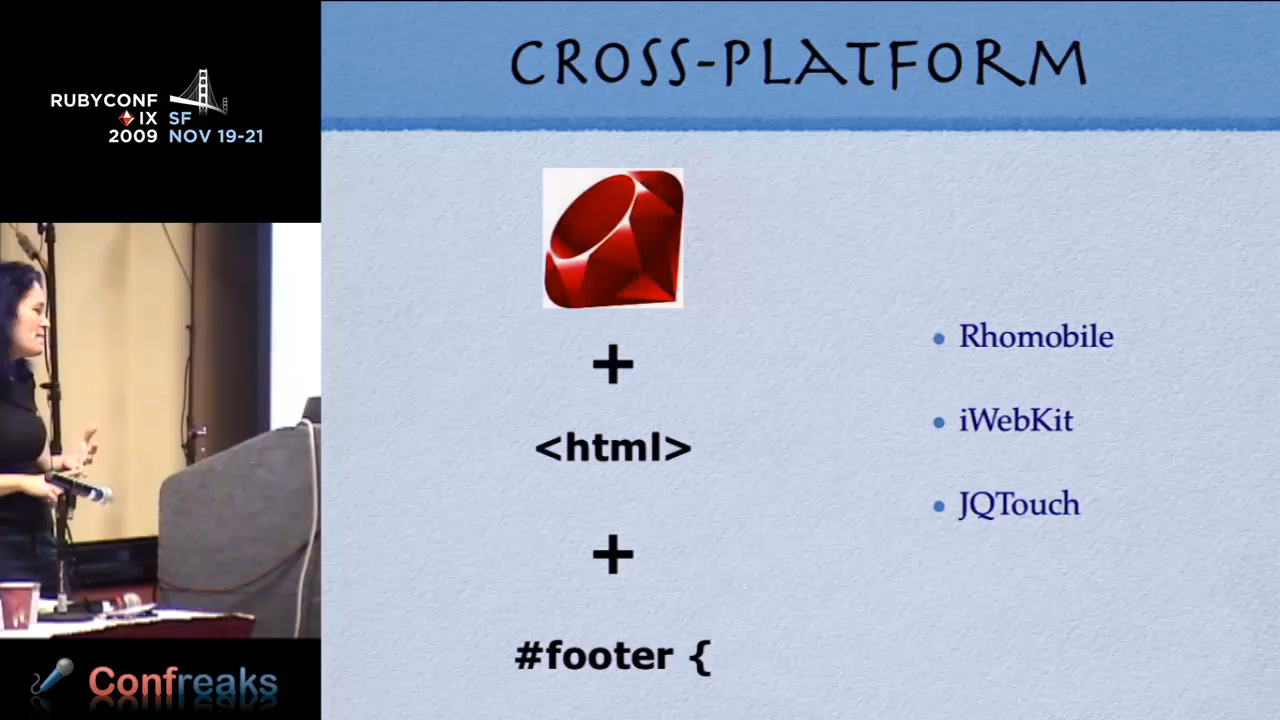 RUBYCONF
IX SF
2009 NOV 19-21
CROSS-PLATFORM
+
<html>
+
#footer {
• Rhomobile
• iWebKit
• JQTouch
Confreaks